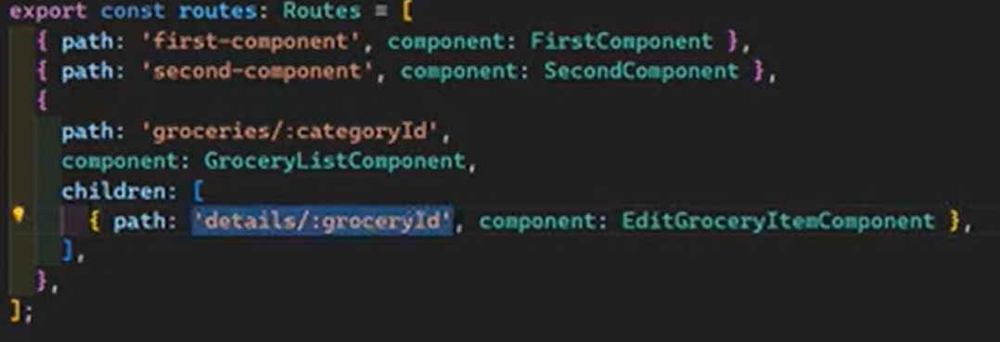 export const routes: Routes = [
{ path: 'first-component', component: FirstComponent },
{ path: 'second-component', component: SecondComponent },
{
path: 'groceries/:categoryId',
component: GroceryListComponent,
children: [
{ path: 'details/:groceryId', component: EditGroceryItemComponent },
],
},
];